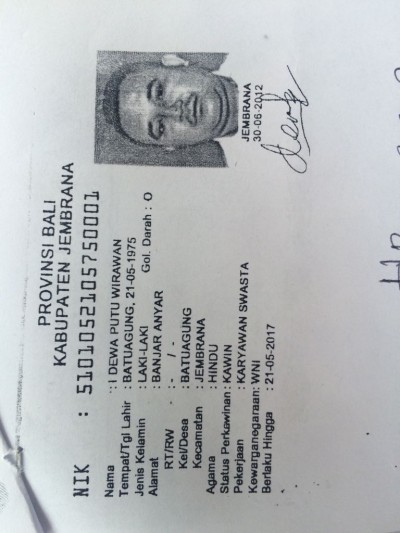 PROVINSI BALI
KABUPATEN JEMBRANA
NIK : 5101052105750001
Nama : I DEWA PUTU WIRAWAN
Tempat/Tgl Lahir : BATUAGUNG, 21-05-1975
Jenis Kelamin : LAKI-LAKI Gol. Darah : O
Alamat : BANJAR ANYAR
RT/RW : - / -
Kel/Desa : BATUAGUNG
Kecamatan : JEMBRANA
Agama : HINDU
Status Perkawinan : KAWIN
Pekerjaan : KARYAWAN SWASTA
Kewarganegaraan : WNI
Berlaku Hingga : 21-05-2017
JEMBRANA
30-06-2012